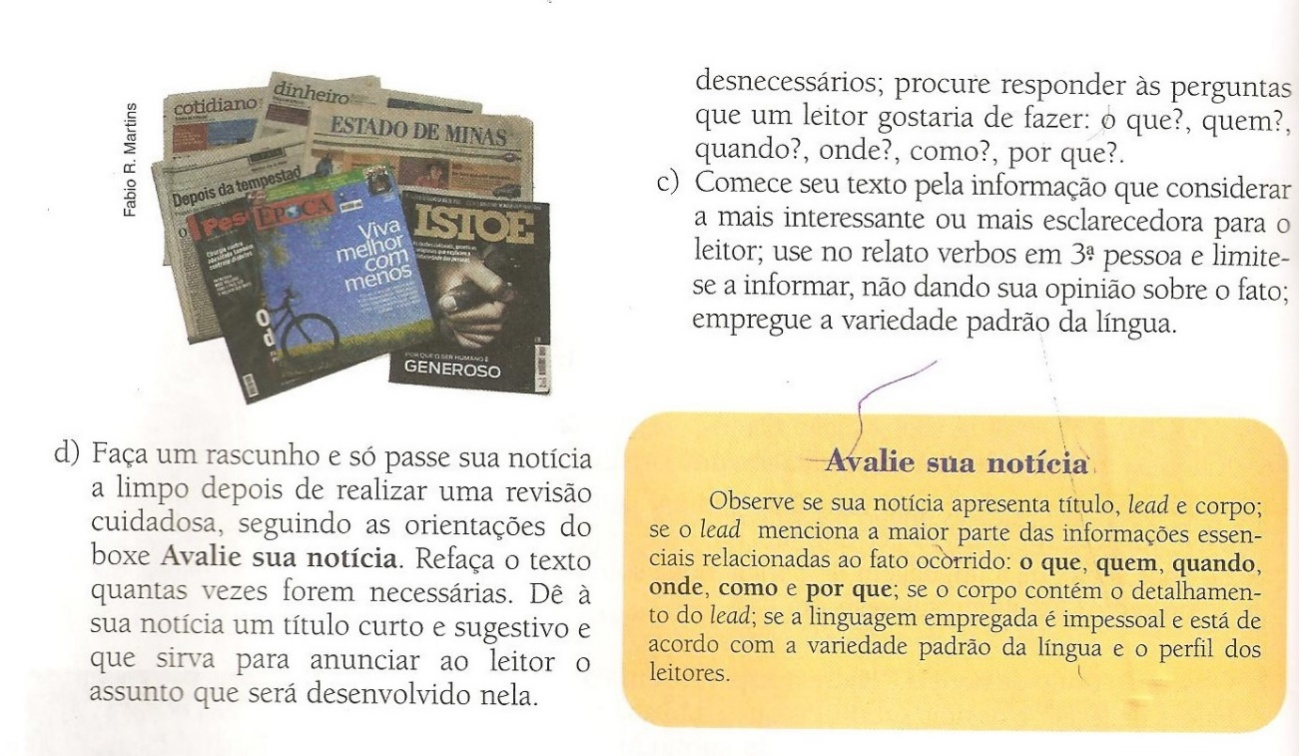 Fabio R. Martins
cotidiano
dinheiro
ESTADO DE MINAS
Depois da tempestad
ÉPOCA
Viva
melhor
com
menos
ISTOÉ
POR QUE O SER HUMANO É
GENEROSO
desnecessários; procure responder às perguntas
que um leitor gostaria de fazer: o que?, quem?,
quando?, onde?, como?, por que?.
c) Comece seu texto pela informação que considerar
a mais interessante ou mais esclarecedora para o
leitor; use no relato verbos em 3ª pessoa e limite-
se a informar, não dando sua opinião sobre o fato;
empregue a variedade padrão da língua.
d) Faça um rascunho e só passe sua notícia
a limpo depois de realizar uma revisão
cuidadosa, seguindo as orientações do
boxe Avalie sua notícia. Refaça o texto
quantas vezes forem necessárias. Dê à
sua notícia um título curto e sugestivo e
que sirva para anunciar ao leitor o
assunto que será desenvolvido nela.
Avalie sua notícia
Observe se sua notícia apresenta título, lead e corpo;
se o lead menciona a maior parte das informações essen-
ciais relacionadas ao fato ocorrido: o que, quem, quando,
onde, como e por que; se o corpo contém o detalhamen-
to do lead; se a linguagem empregada é impessoal e está de
acordo com a variedade padrão da língua e o perfil dos
leitores.